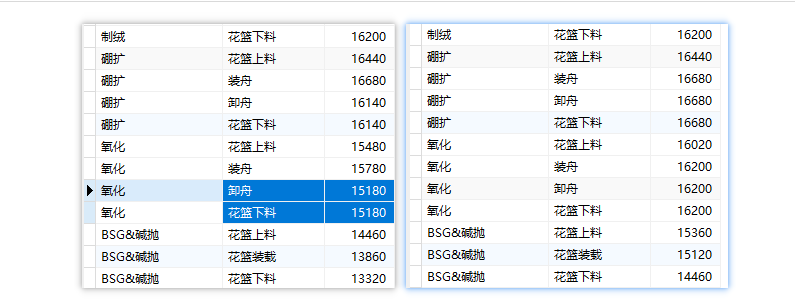 制绒 花篮下料 16200
硼扩 花篮上料 16440
硼扩 装舟 16680
硼扩 卸舟 16140
硼扩 花篮下料 16140
氧化 花篮上料 15480
氧化 装舟 15780
氧化 卸舟 15180
氧化 花篮下料 15180
BSG&碱抛 花篮上料 14460
BSG&碱抛 花篮装载 13860
BSG&碱抛 花篮下料 13320
制绒 花篮下料 16200
硼扩 花篮上料 16440
硼扩 装舟 16680
硼扩 卸舟 16680
硼扩 花篮下料 16680
氧化 花篮上料 16020
氧化 装舟 16200
氧化 卸舟 16200
氧化 花篮下料 16200
BSG&碱抛 花篮上料 15360
BSG&碱抛 花篮装载 15120
BSG&碱抛 花篮下料 14460